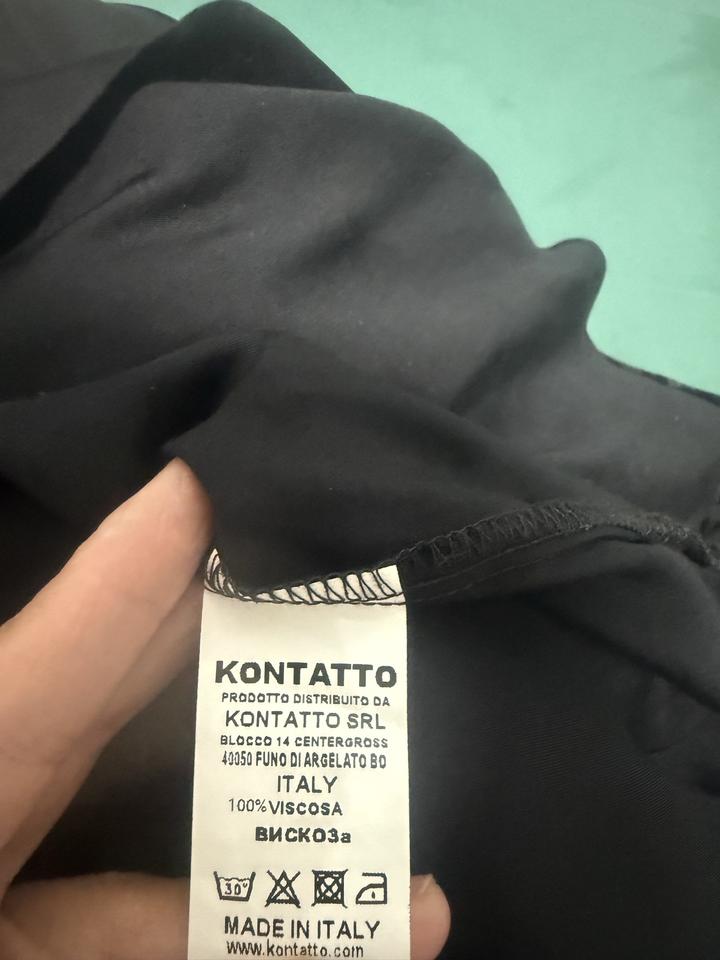 KONTATTO
PRODOTTO DISTRIBUITO DA
KONTATTO SRL
BLOCCO 14 CENTERGROSS
40050 FUNO DI ARGELATO BO
ITALY
100% VISCOSA
ВИСКОЗа
30°
MADE IN ITALY
www.kontatto.com